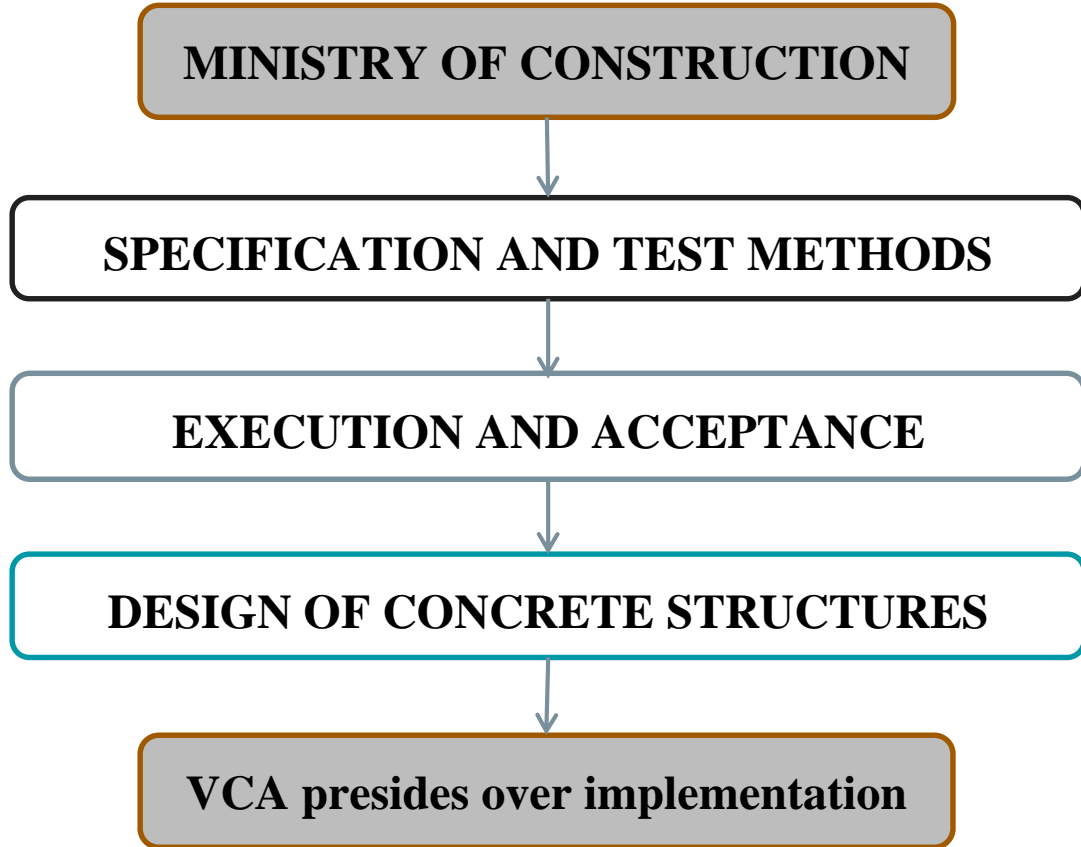 MINISTRY OF CONSTRUCTION
SPECIFICATION AND TEST METHODS
EXECUTION AND ACCEPTANCE
DESIGN OF CONCRETE STRUCTURES
VCA presides over implementation